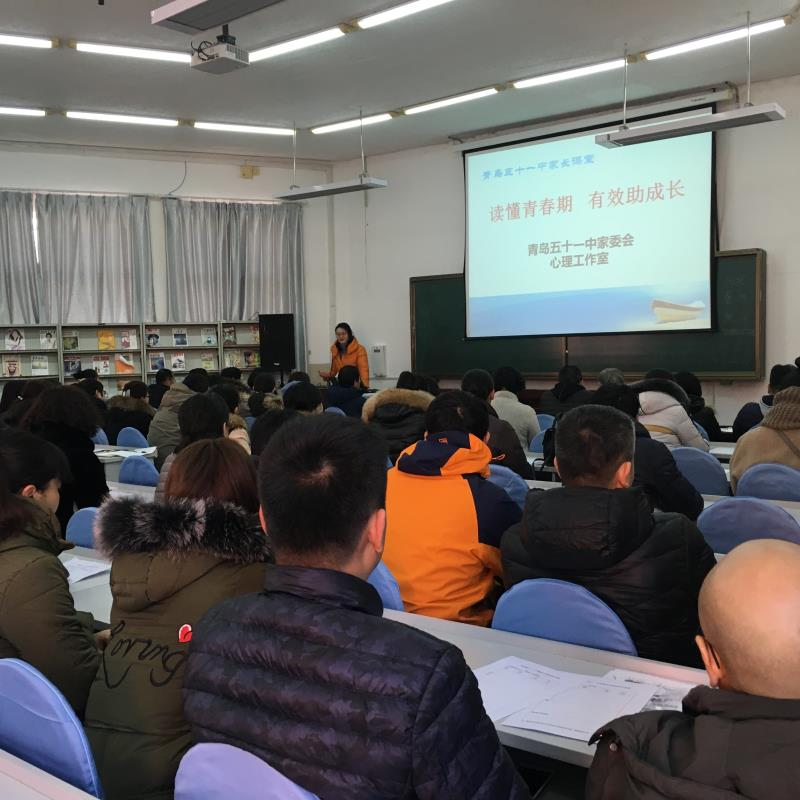 青岛五十一中家长课堂
读懂青春期 有效助成长
青岛五十一中家委会
心理工作室
Loving